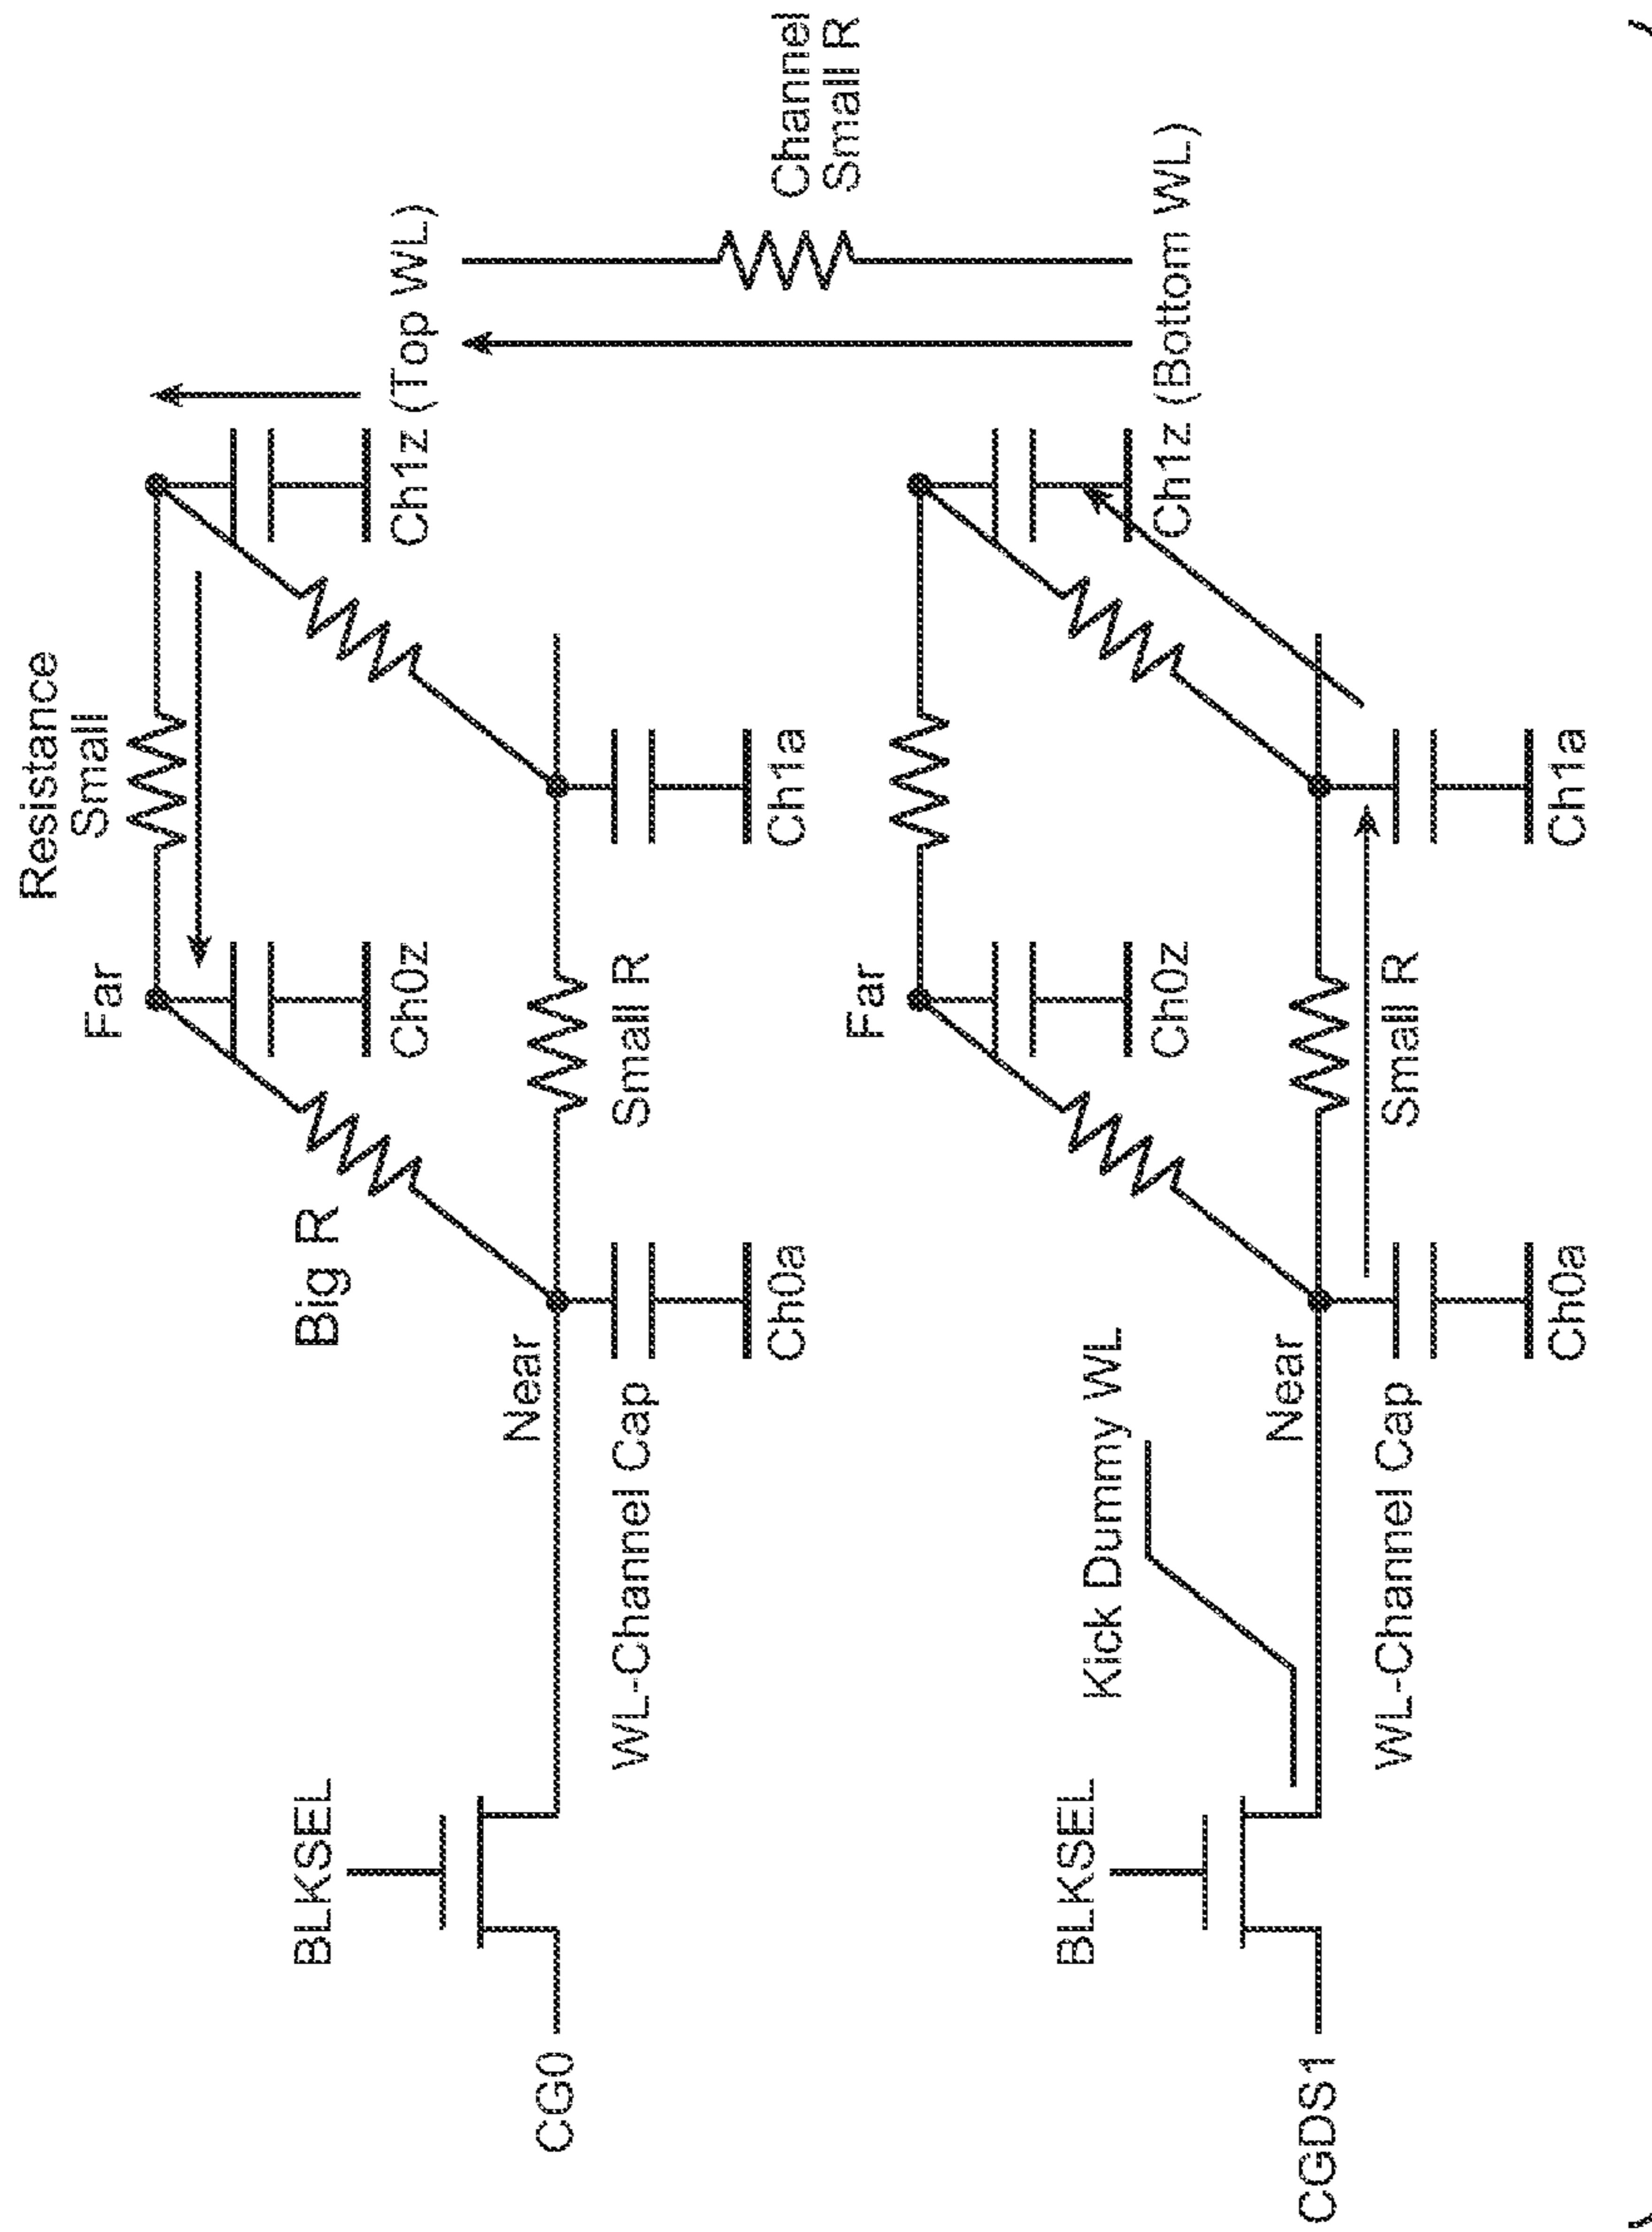 Resistance
Small
Far
BLKSEL
Big R
Ch0z
Ch1z (Top WL)
CG0
Near
WL-Channel Cap
Small R
Ch0a
Ch1a
Channel
Small R
Far
BLKSEL
Kick Dummy WL
Ch0z
Ch1z (Bottom WL)
CGDS1
Near
WL-Channel Cap
Small R
Ch0a
Ch1a